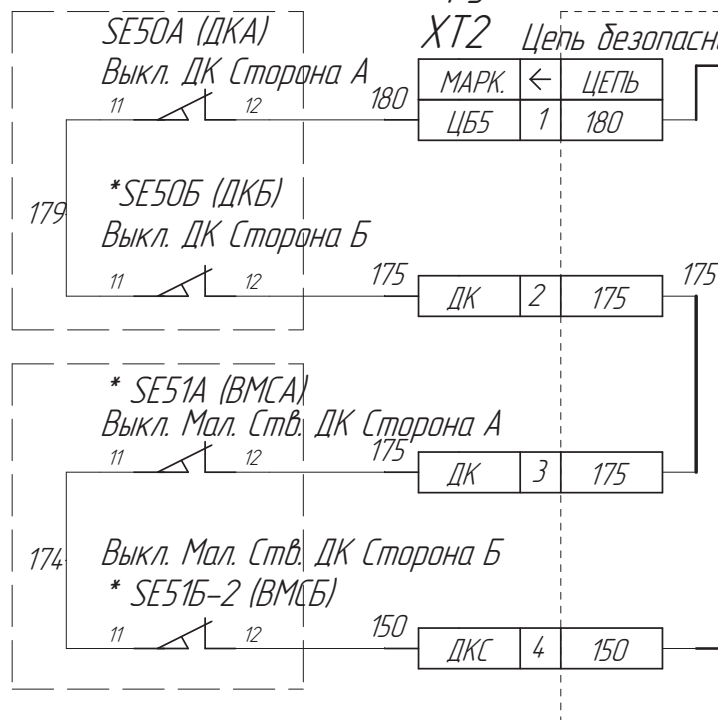 SE50А (ДКА)
Выкл. ДК Сторона А
11 12 180
179
*SE50Б (ДКБ)
Выкл. ДК Сторона Б
11 12 175
* SE51А (ВМСА)
Выкл. Мал. Ств. ДК Сторона А
11 12 175
174
Выкл. Мал. Ств. ДК Сторона Б
* SE51Б-2 (ВМСБ)
11 12 150
XT2 Цепь безопасн
МАРК. ← ЦЕПЬ
ЦБ5 1 180
ДК 2 175
175
ДК 3 175
ДКС 4 150